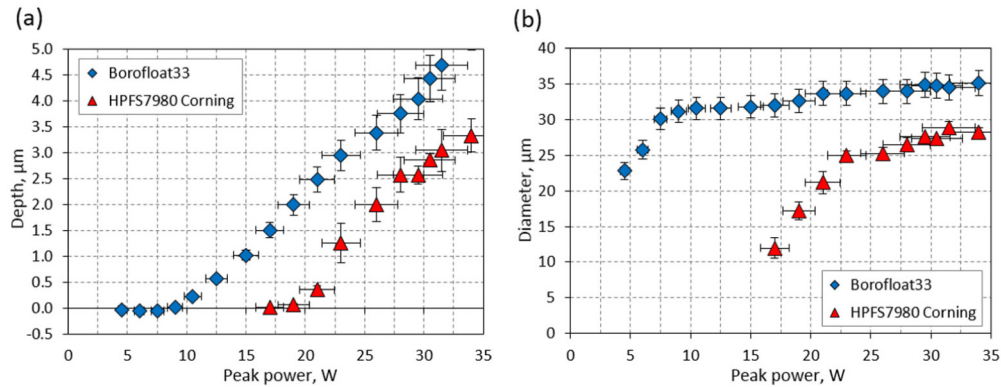 (a)
5.0
4.5
4.0
3.5
3.0
2.5
2.0
1.5
1.0
0.5
0.0
-0.5
Depth, µm
Borofloat33
HPFS7980 Corning
0 5 10 15 20 25 30 35
Peak power, W
(b)
40
35
30
25
20
15
10
5
0
Diameter, µm
Borofloat33
HPFS7980 Corning
0 5 10 15 20 25 30 35
Peak power, W